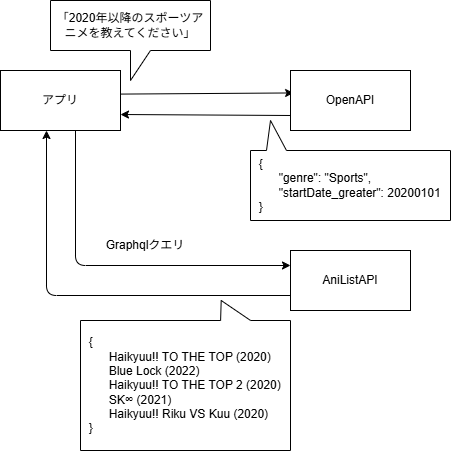 「2020年以降のスポーツア
ニメを教えてください」
アプリ
OpenAPI
{
"genre": "Sports",
"startDate_greater": 20200101
}
Graphqlクエリ
AniListAPI
{
Haikyuu!! TO THE TOP (2020)
Blue Lock (2022)
Haikyuu!! TO THE TOP 2 (2020)
SK∞ (2021)
Haikyuu!! Riku VS Kuu (2020)
}